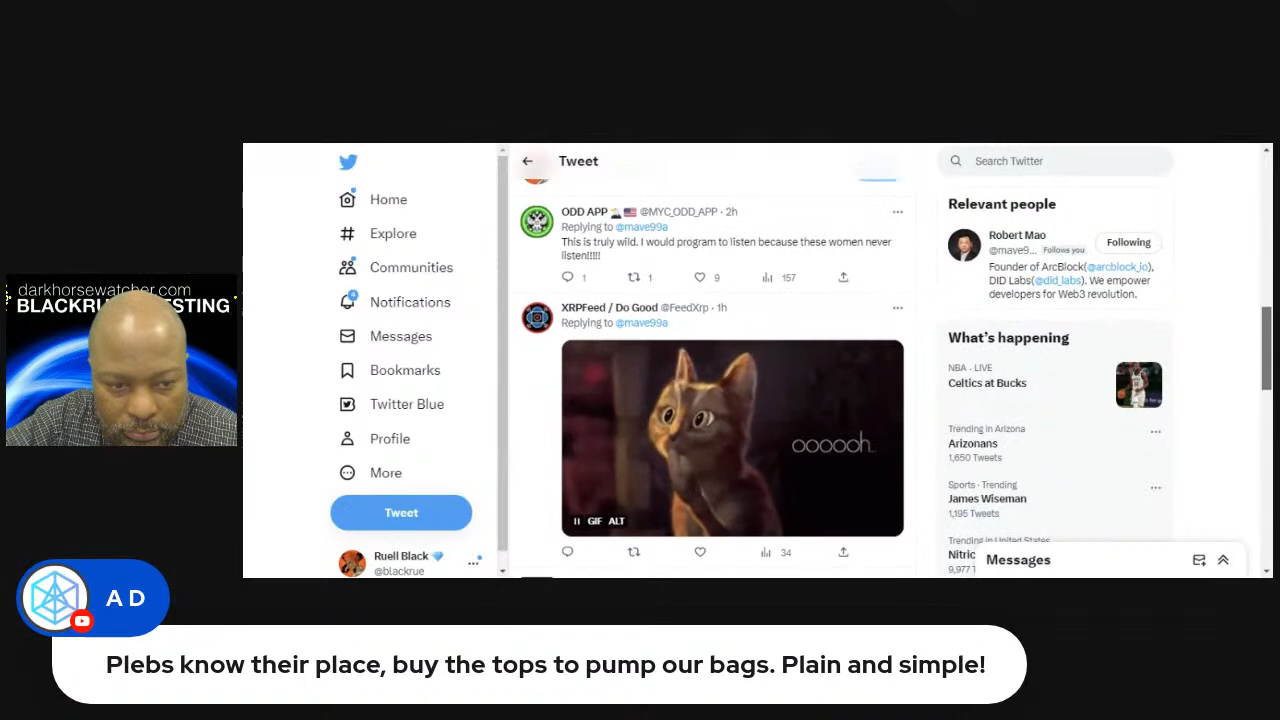 darkhorsewatcher.com
Home
Explore
Communities
4
Notifications
Messages
Bookmarks
Twitter Blue
Profile
More
Tweet
Ruell Black
@blackrue
Tweet
ODD APP @MYC_ODD_APP · 2h
Replying to @mave99a
This is truly wild. I would program to listen because these women never
listen!!!!!
1 1 9 157
XRPFeed / Do Good @FeedXrp · 1h
Replying to @mave99a
oooooh..
GIF ALT
34
Search Twitter
Relevant people
Robert Mao
@mave9... Follows you
Following
Founder of ArcBlock(@arcblock_io),
DID Labs(@did_labs). We empower
developers for Web3 revolution.
What's happening
NBA · LIVE
Celtics at Bucks
Trending in Arizona
Arizonans
1,650 Tweets
Sports · Trending
James Wiseman
1,195 Tweets
Trending in United States
Nitric
9,977
Messages
A D
Plebs know their place, buy the tops to pump our bags. Plain and simple!